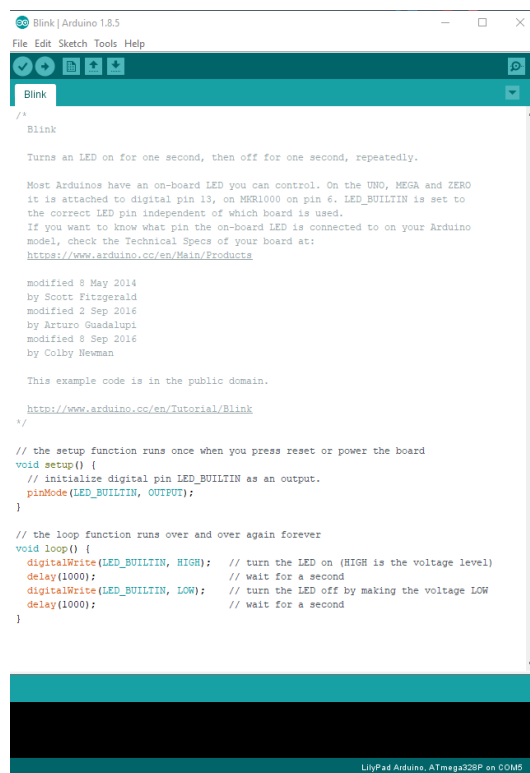 Blink | Arduino 1.8.5
File Edit Sketch Tools Help
Blink
/*
  Blink

  Turns an LED on for one second, then off for one second, repeatedly.

  Most Arduinos have an on-board LED you can control. On the UNO, MEGA and ZERO
  it is attached to digital pin 13, on MKR1000 on pin 6. LED_BUILTIN is set to
  the correct LED pin independent of which board is used.
  If you want to know what pin the on-board LED is connected to on your Arduino
  model, check the Technical Specs of your board at:
  https://www.arduino.cc/en/Main/Products

  modified 8 May 2014
  by Scott Fitzgerald
  modified 2 Sep 2016
  by Arturo Guadalupi
  modified 8 Sep 2016
  by Colby Newman

  This example code is in the public domain.

  http://www.arduino.cc/en/Tutorial/Blink
*/

// the setup function runs once when you press reset or power the board
void setup() {
  // initialize digital pin LED_BUILTIN as an output.
  pinMode(LED_BUILTIN, OUTPUT);
}

// the loop function runs over and over again forever
void loop() {
  digitalWrite(LED_BUILTIN, HIGH);   // turn the LED on (HIGH is the voltage level)
  delay(1000);                       // wait for a second
  digitalWrite(LED_BUILTIN, LOW);    // turn the LED off by making the voltage LOW
  delay(1000);                       // wait for a second
}
LilyPad Arduino, ATmega328P on COM5